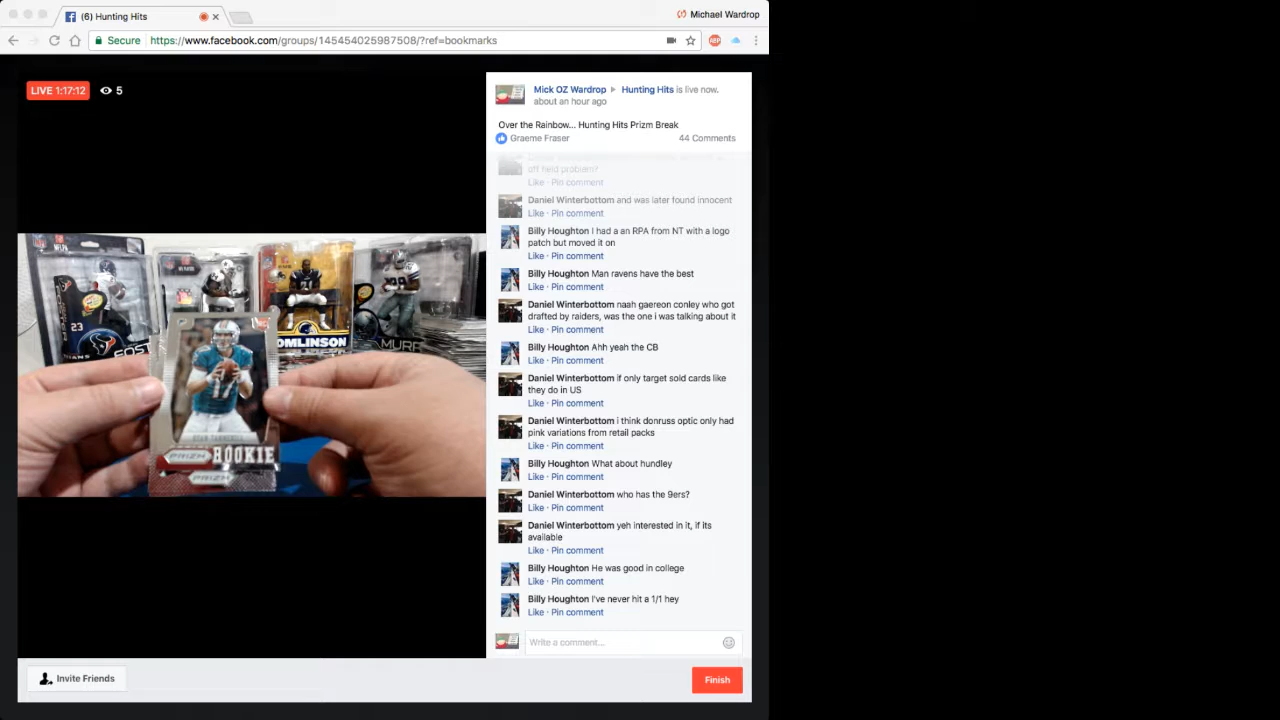 (6) Hunting Hits
Michael Wardrop
Secure
https://www.facebook.com/groups/145454025987508/?ref=bookmarks
ABP
LIVE 1:17:12
5
Mick OZ Wardrop
Hunting Hits is live now.
about an hour ago
Over the Rainbow... Hunting Hits Prizm Break
Graeme Fraser
44 Comments
off field problem?
Like · Pin comment
Daniel Winterbottom and was later found innocent
Like · Pin comment
Billy Houghton I had a an RPA from NT with a logo
patch but moved it on
Like · Pin comment
Billy Houghton Man ravens have the best
Like · Pin comment
Daniel Winterbottom naah gaereon conley who got
drafted by raiders, was the one i was talking about it
Like · Pin comment
Billy Houghton Ahh yeah the CB
Like · Pin comment
Daniel Winterbottom if only target sold cards like
they do in US
Like · Pin comment
Daniel Winterbottom i think donruss optic only had
pink variations from retail packs
Like · Pin comment
Billy Houghton What about hundley
Like · Pin comment
Daniel Winterbottom who has the 9ers?
Like · Pin comment
Daniel Winterbottom yeh interested in it, if its
available
Like · Pin comment
Billy Houghton He was good in college
Like · Pin comment
Billy Houghton I've never hit a 1/1 hey
Like · Pin comment
Write a comment...
23
TOMLINSON
RYAN TANNEHILL
PRIZM ROOKIE
PRIZM
Invite Friends
Finish